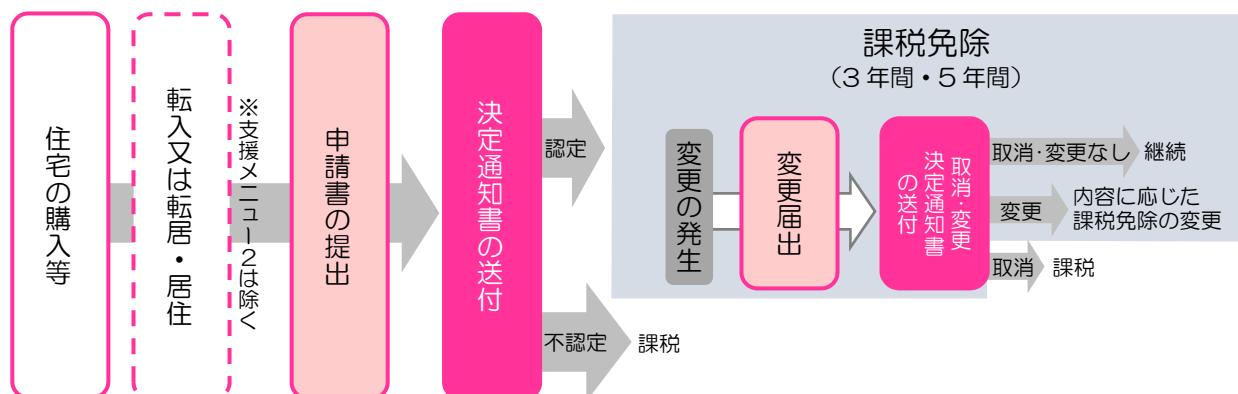 住宅の購入等
転入又は転居・居住
※支援メニュー2は除く
申請書の提出
決定通知書の送付
認定
不認定
課税
課税免除
（3年間・5年間）
変更の発生
変更届出
取消・変更
決定通知書
の送付
取消・変更なし
継続
変更
内容に応じた
課税免除の変更
取消
課税